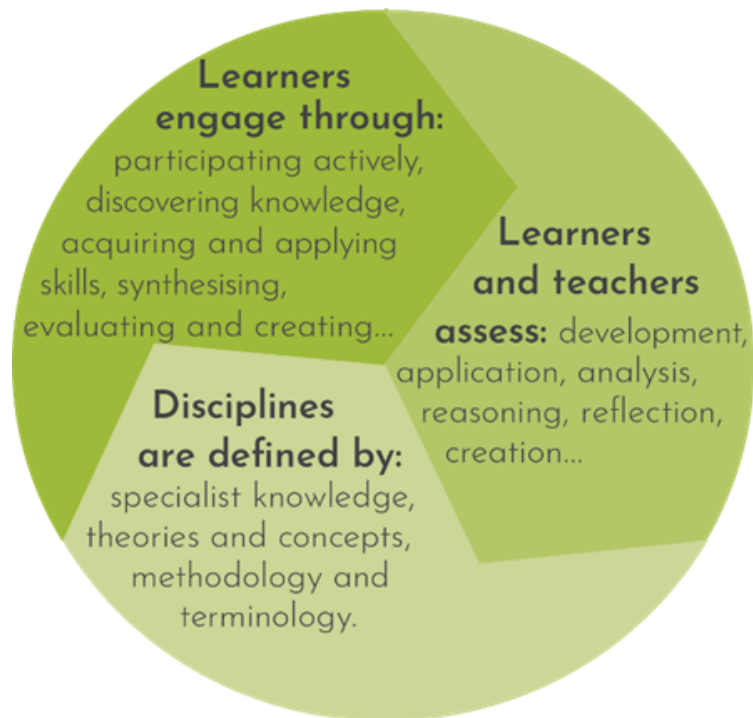 Learners
engage through:
participating actively,
discovering knowledge,
acquiring and applying
skills, synthesising,
evaluating and creating...
Learners
and teachers
assess: development,
application, analysis,
reasoning, reflection,
creation...
Disciplines
are defined by:
specialist knowledge,
theories and concepts,
methodology and
terminology.